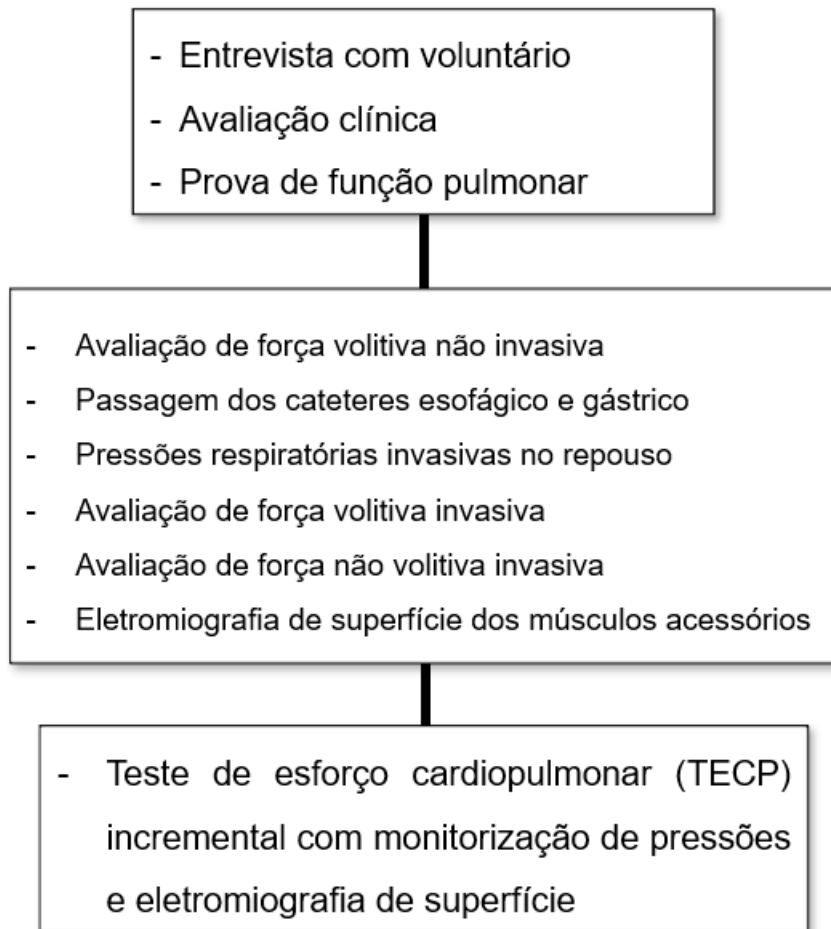 - Entrevista com voluntário
- Avaliação clínica
- Prova de função pulmonar
- Avaliação de força volitiva não invasiva
- Passagem dos cateteres esofágico e gástrico
- Pressões respiratórias invasivas no repouso
- Avaliação de força volitiva invasiva
- Avaliação de força não volitiva invasiva
- Eletromiografia de superfície dos músculos acessórios
- Teste de esforço cardiopulmonar (TECP)
incremental com monitorização de pressões
e eletromiografia de superfície